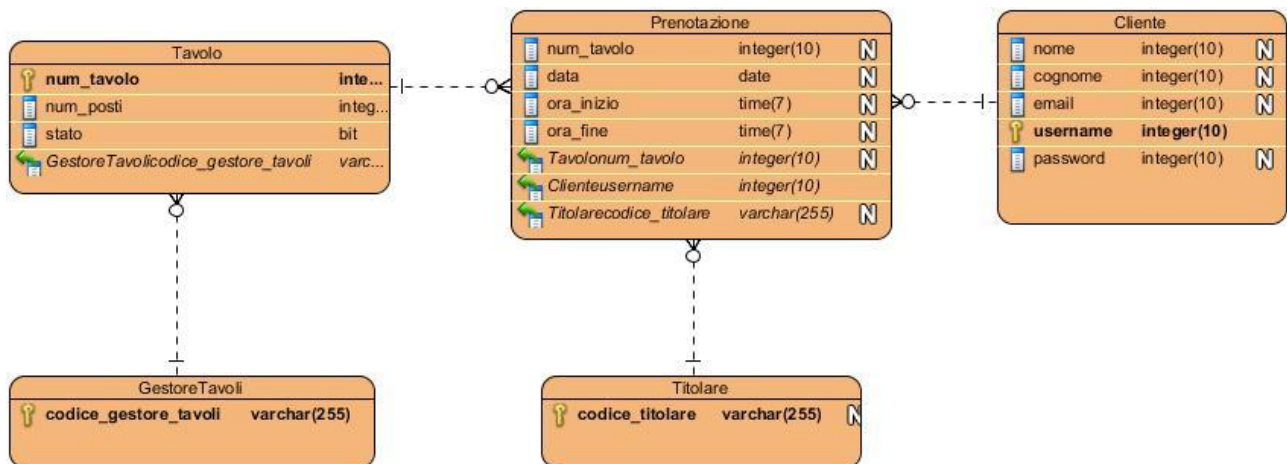 Tavolo
num_tavolo inte...
num_posti integ...
stato bit
GestoreTavolicodice_gestore_tavoli varc...
Prenotazione
num_tavolo integer(10) N
data date N
ora_inizio time(7) N
ora_fine time(7) N
Tavolonum_tavolo integer(10) N
Clienteusername integer(10)
Titolarecodice_titolare varchar(255) N
Cliente
nome integer(10) N
cognome integer(10) N
email integer(10) N
username integer(10)
password integer(10) N
GestoreTavoli
codice_gestore_tavoli varchar(255)
Titolare
codice_titolare varchar(255) N